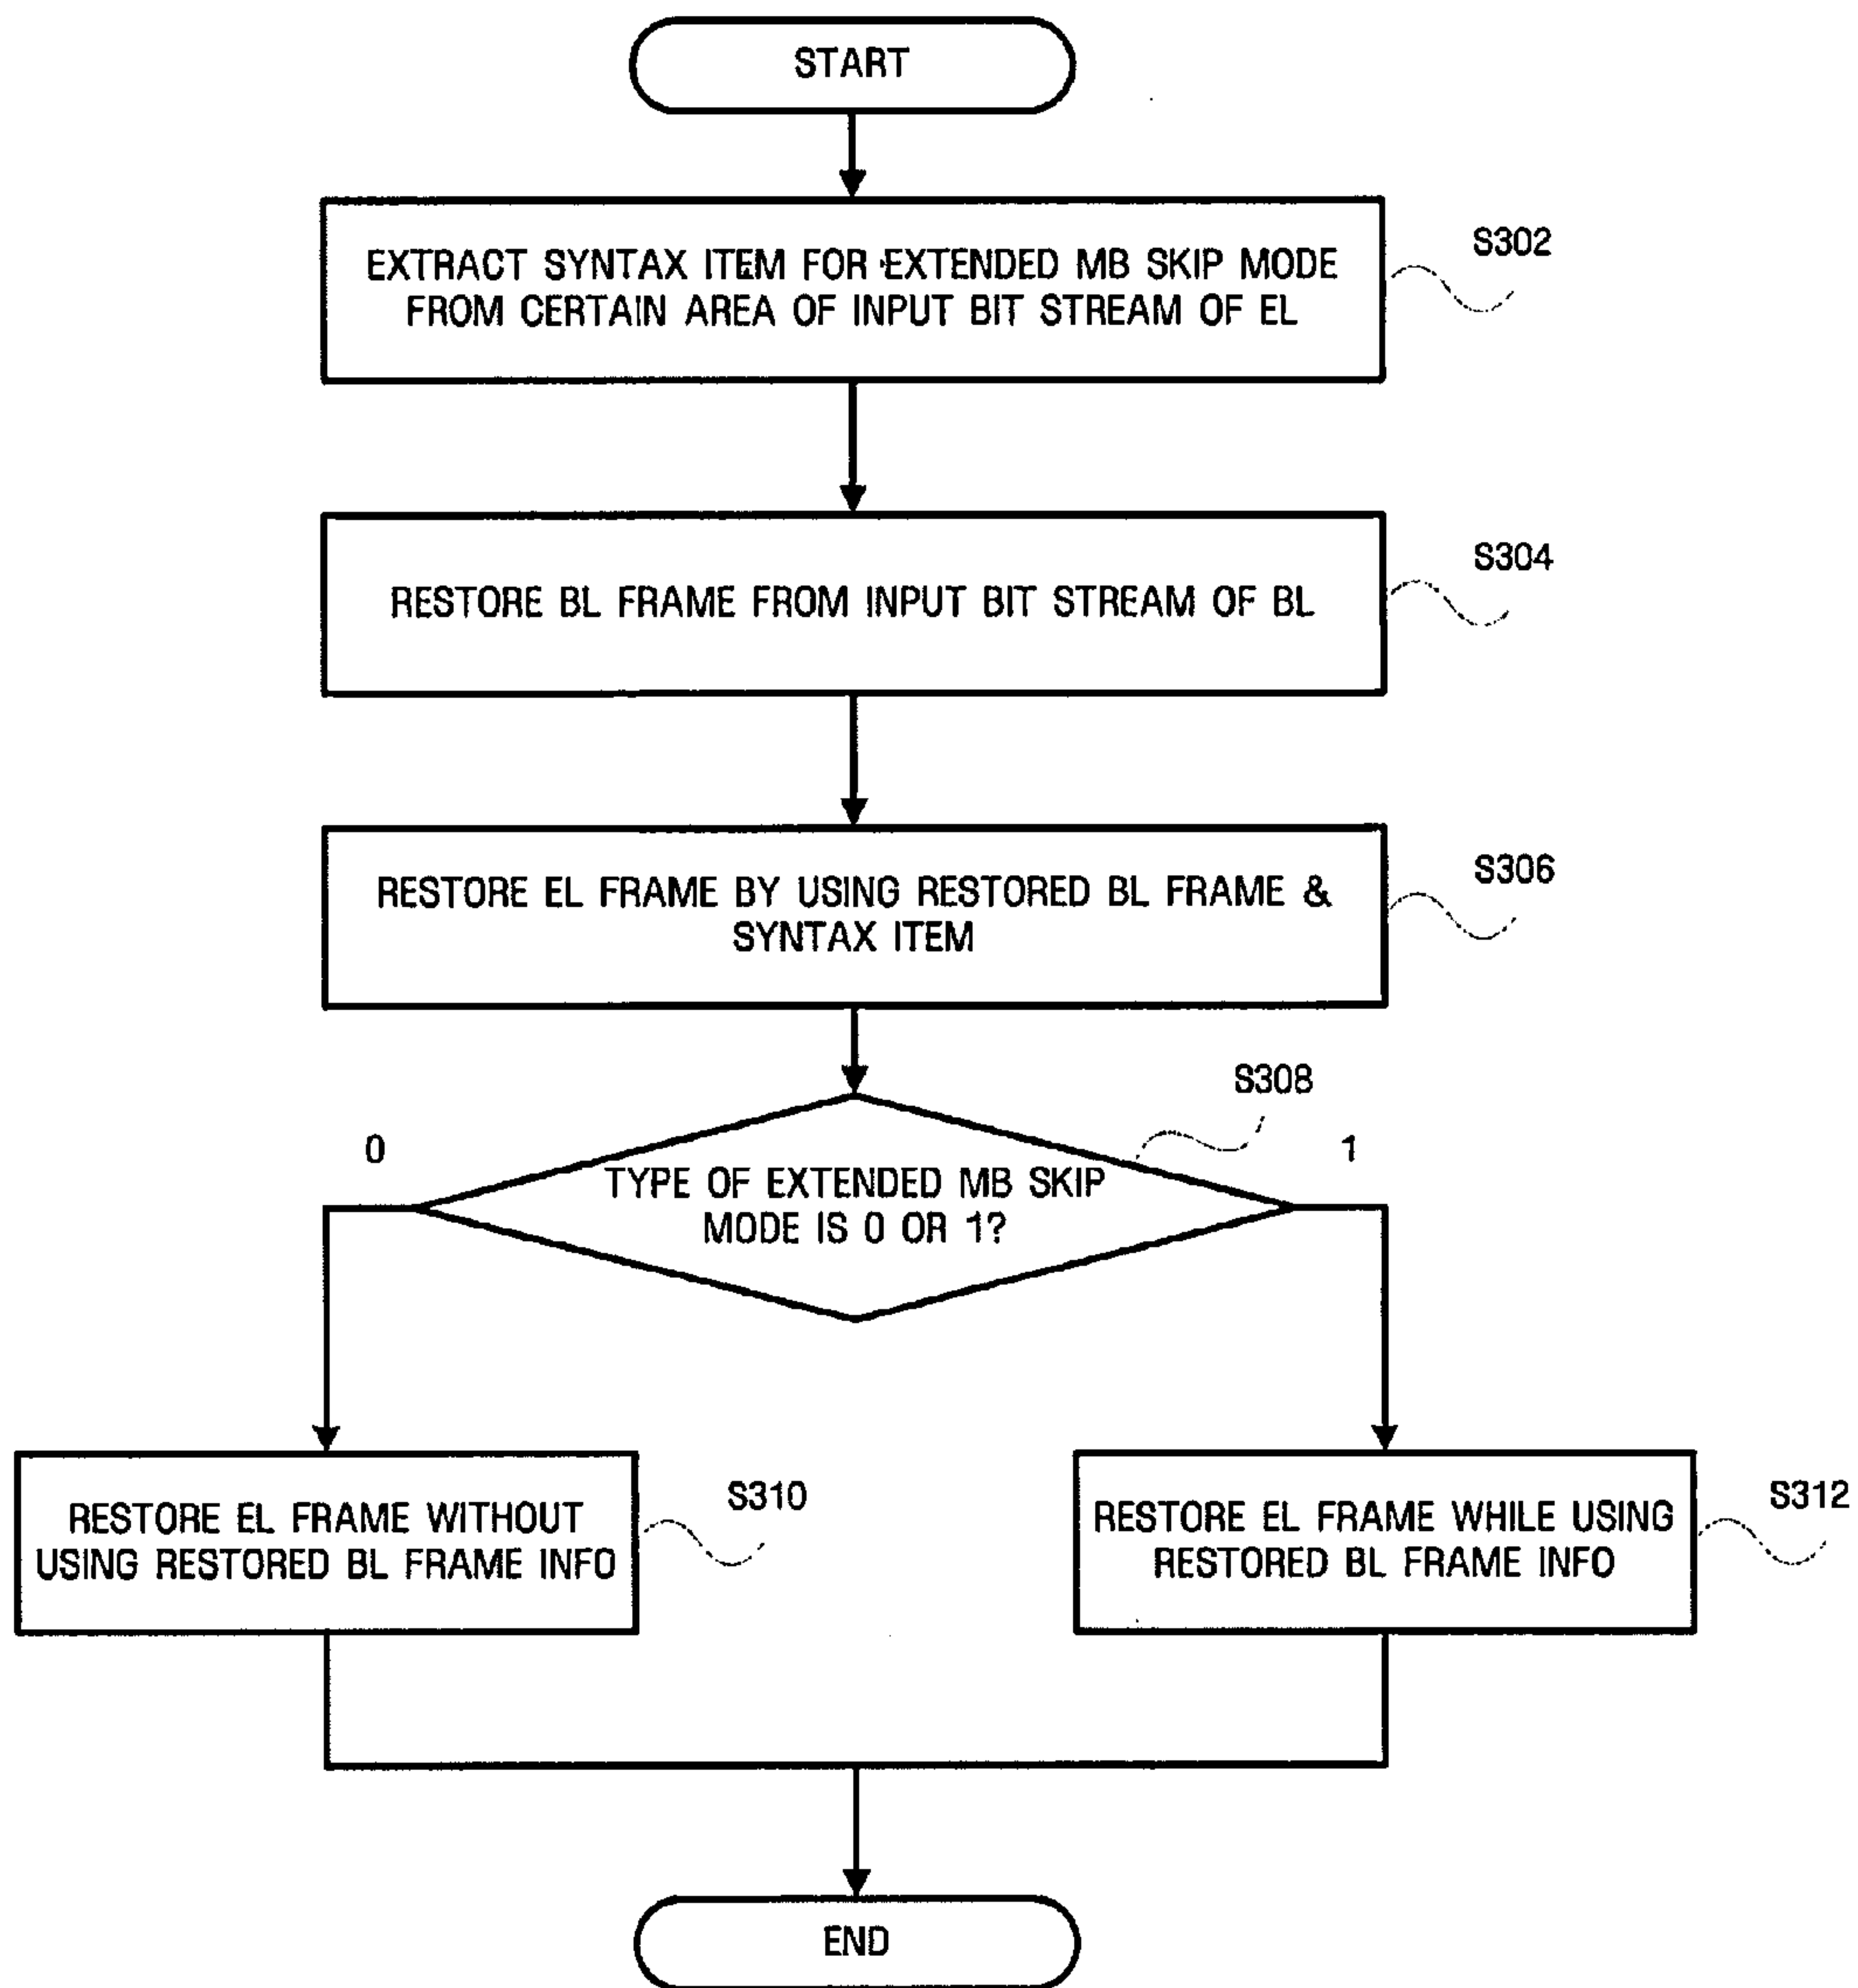 START
EXTRACT SYNTAX ITEM FOR EXTENDED MB SKIP MODE
FROM CERTAIN AREA OF INPUT BIT STREAM OF EL
S302
RESTORE BL FRAME FROM INPUT BIT STREAM OF BL
S304
RESTORE EL FRAME BY USING RESTORED BL FRAME &
SYNTAX ITEM
S306
S308
0
1
TYPE OF EXTENDED MB SKIP
MODE IS 0 OR 1?
RESTORE EL FRAME WITHOUT
USING RESTORED BL FRAME INFO
S310
RESTORE EL FRAME WHILE USING
RESTORED BL FRAME INFO
S312
END